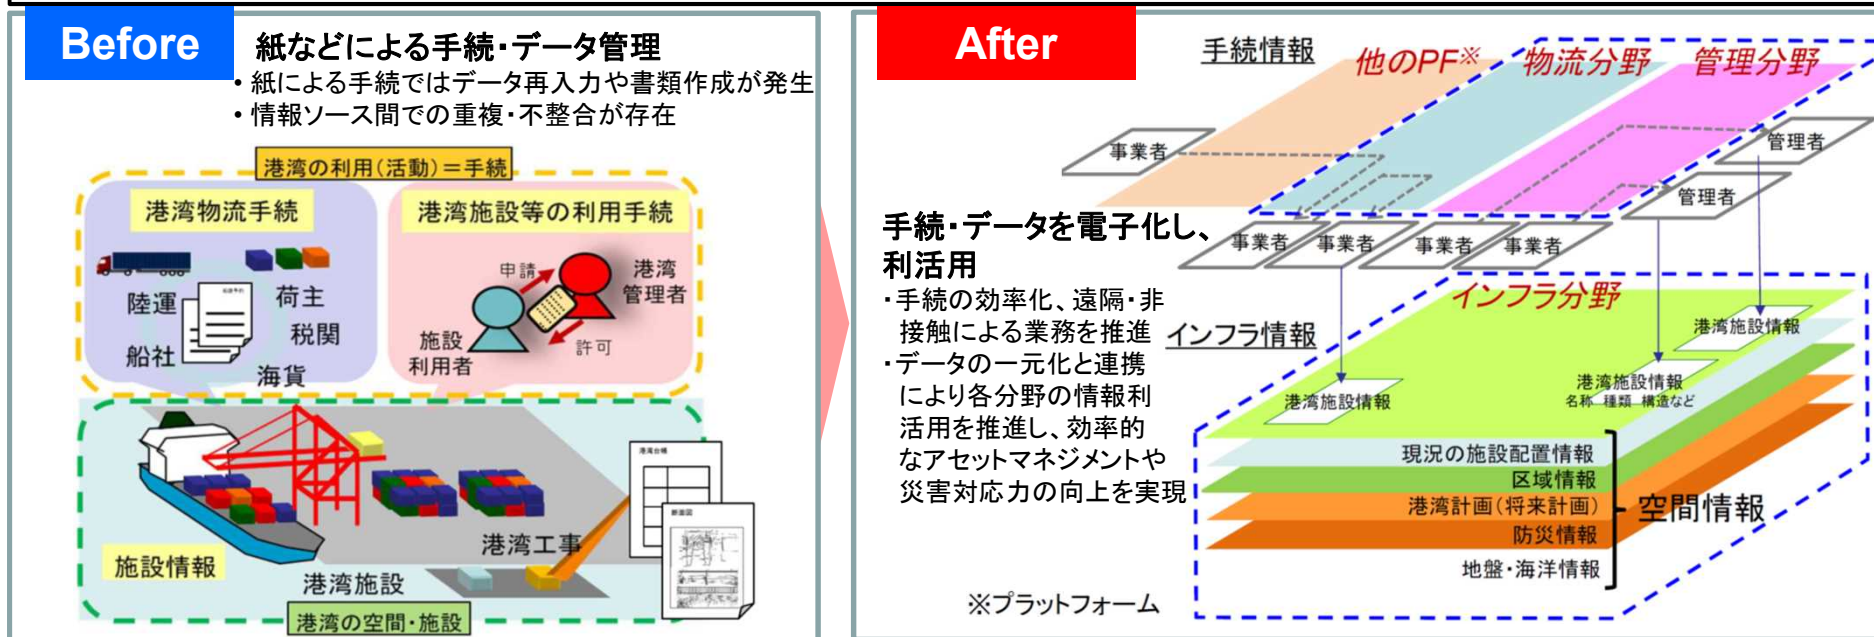 Before
紙などによる手続・データ管理
• 紙による手続ではデータ再入力や書類作成が発生
• 情報ソース間での重複・不整合が存在
港湾の利用(活動)=手続
港湾物流手続
陸運
荷主
税関
船社
海貨
港湾施設等の利用手続
申請
港湾
管理者
施設
利用者
許可
港湾台帳
断面図
港湾工事
施設情報
港湾施設
港湾の空間・施設
After
手続情報
他のPF※
物流分野
管理分野
事業者
管理者
管理者
事業者
事業者
事業者
事業者
手続・データを電子化し、
利活用
・手続の効率化、遠隔・非
接触による業務を推進
・データの一元化と連携
により各分野の情報利
活用を推進し、効率的
なアセットマネジメントや
災害対応力の向上を実現
インフラ分野
インフラ情報
港湾施設情報
港湾施設情報
名称 種類 構造など
港湾施設情報
現況の施設配置情報
区域情報
港湾計画(将来計画)
防災情報
地盤・海洋情報
空間情報
※プラットフォーム